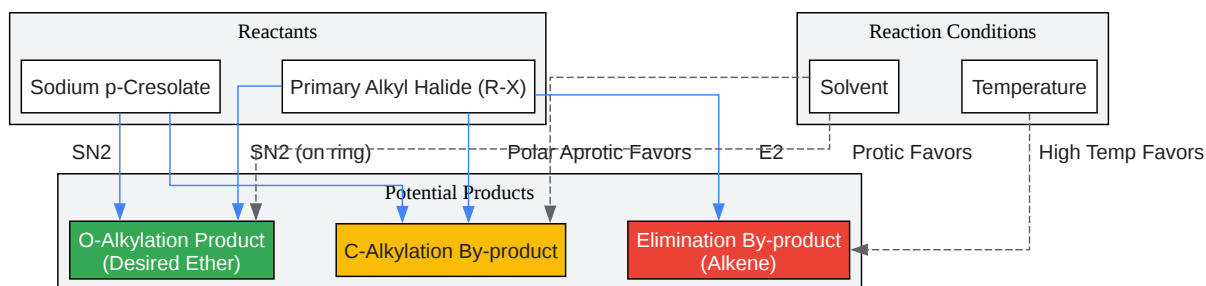 Reactants
Reaction Conditions
Sodium p-Cresolate
Primary Alkyl Halide (R-X)
Solvent
Temperature
SN2
SN2 (on ring)
Polar Aprotic Favors
E2
Protic Favors
High Temp Favors
Potential Products
O-Alkylation Product
(Desired Ether)
C-Alkylation By-product
Elimination By-product
(Alkene)